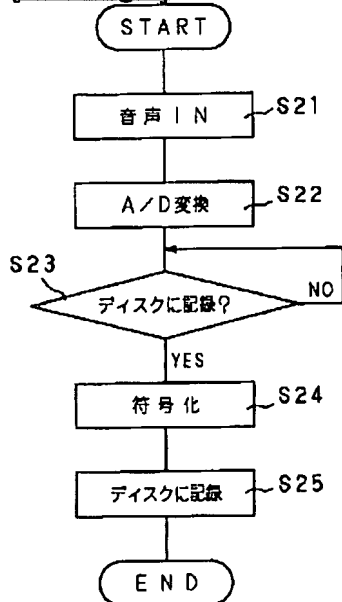 START
音声IN
S21
A/D変換
S22
S23
ディスクに記録?
NO
YES
符号化
S24
ディスクに記録
S25
END